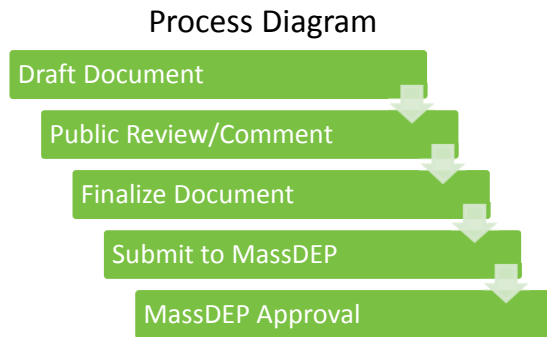 Process Diagram
Draft Document
Public Review/Comment
Finalize Document
Submit to MassDEP
MassDEP Approval